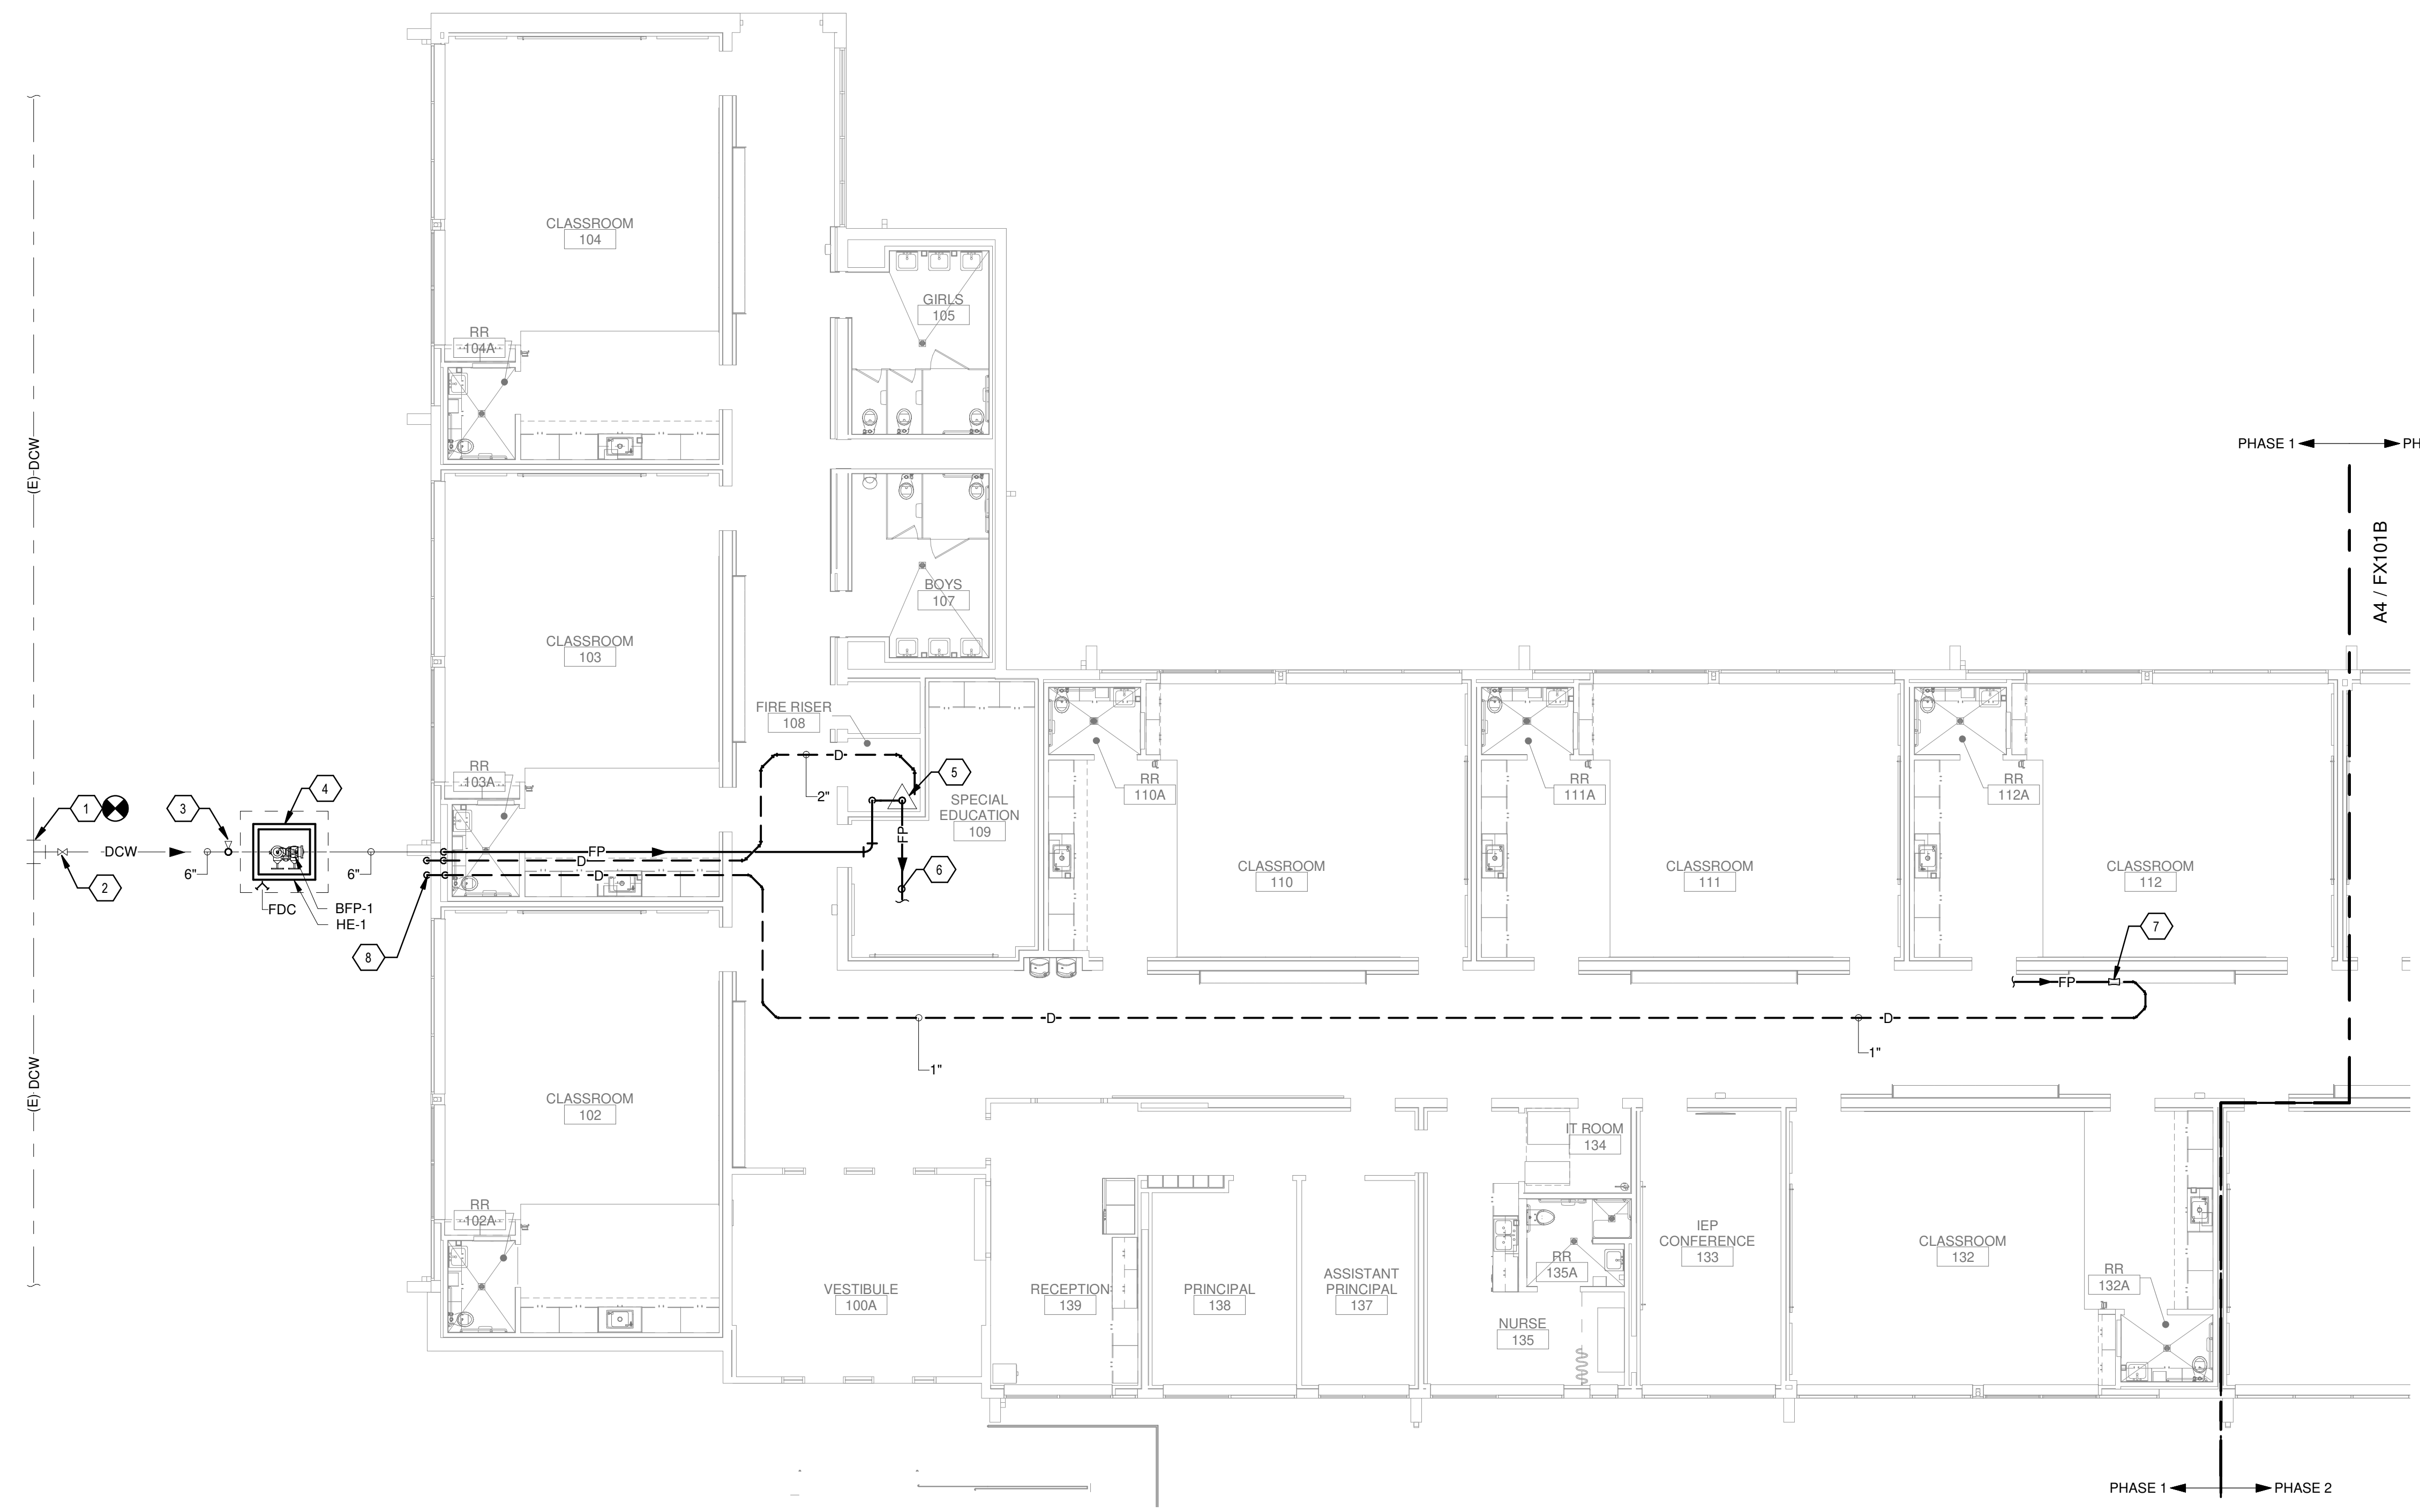 CLASSROOM
104
GIRLS
105
RR
104A
(E) DCW
PHASE 1
PH
A4 / FX101B
BOYS
107
CLASSROOM
103
FIRE RISER
108
D
RR
103A
2"
5
SPECIAL
EDUCATION
109
RR
110A
RR
111A
RR
112A
1
3
4
DCW
6"
6"
2
FP
D
D
FP
6
FDC
BFP-1
HE-1
8
CLASSROOM
110
CLASSROOM
111
CLASSROOM
112
7
FP
D
D
1"
1"
(E) DCW
CLASSROOM
102
IT ROOM
134
RR
102A
VESTIBULE
100A
RECEPTION
139
PRINCIPAL
138
ASSISTANT
PRINCIPAL
137
RR
135A
NURSE
135
IEP
CONFERENCE
133
CLASSROOM
132
RR
132A
PHASE 1
PHASE 2